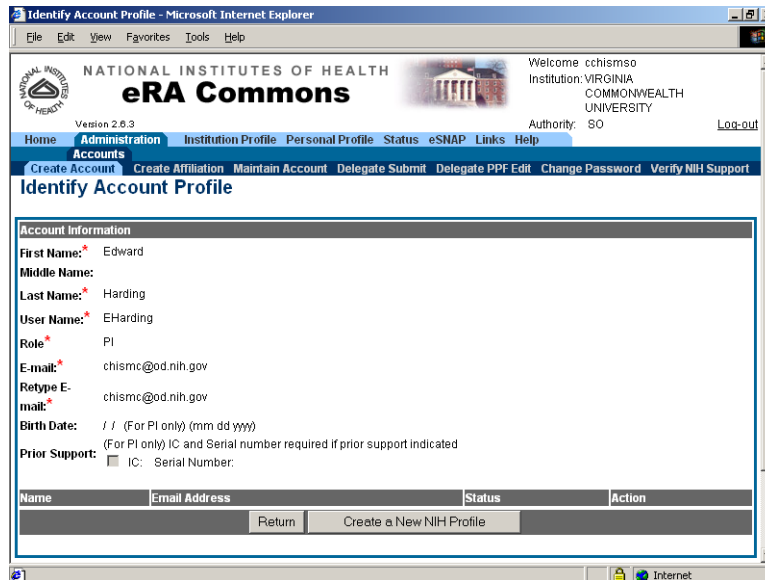 Identify Account Profile - Microsoft Internet Explorer
File Edit View Favorites Tools Help
NATIONAL INSTITUTES OF HEALTH
eRA Commons
Version 2.6.3
Welcome cchismso
Institution: VIRGINIA
COMMONWEALTH
UNIVERSITY
Authority: SO
Log-out
Home Administration Institution Profile Personal Profile Status eSNAP Links Help
Accounts
Create Account Create Affiliation Maintain Account Delegate Submit Delegate PPF Edit Change Password Verify NIH Support
Identify Account Profile
Account Information
First Name:* Edward
Middle Name:
Last Name:* Harding
User Name:* EHarding
Role* PI
E-mail:* chismc@od.nih.gov
Retype E-
mail:* chismc@od.nih.gov
Birth Date: / / (For PI only) (mm dd yyyy)
(For PI only) IC and Serial number required if prior support indicated
Prior Support: IC: Serial Number:
Name Email Address Status Action
Return Create a New NIH Profile
Internet